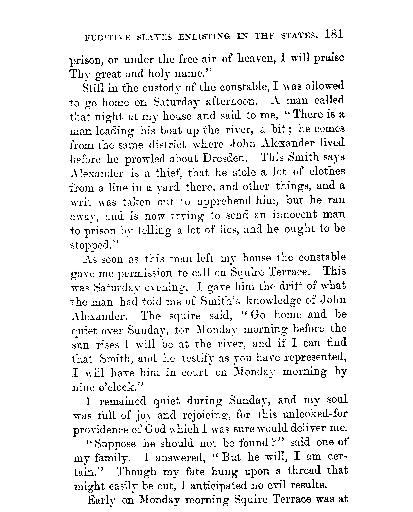 FUGITIVE SLAVES ENLISTING IN THE STATES. 181
prison, or under the free air of heaven, I will praise
Thy great and holy name."
Still in the custody of the constable, I was allowed
to go home on Saturday afternoon. A man called
that night at my house and said to me, "There is a
man loading his boat up the river, a bit; he comes
from the same district where John Alexander lived
before he prowled about Dresden. This Smith says
Alexander is a thief, that he stole a lot of clothes
from a line in a yard there, and other things, and a
writ was taken out to apprehend him, but he ran
away, and is now trying to send an innocent man
to prison by telling a lot of lies, and he ought to be
stopped."
As soon as this man left my house the constable
gave me permission to call on Squire Terrace. This
was Saturday evening. I gave him the drift of what
the man had told me of Smith's knowledge of John
Alexander. The squire said, "Go home and be
quiet over Sunday, for Monday morning before the
sun rises I will be at the river, and if I can find
that Smith, and he testify as you have represented,
I will have him in court on Monday morning by
nine o'clock."
I remained quiet during Sunday, and my soul
was full of joy and rejoicing, for this unlooked-for
providence of God which I was sure would deliver me.
"Suppose he should not be found?" said one of
my family. I answered, "But he will, I am cer-
tain." Though my fate hung upon a thread that
might easily be cut, I anticipated no evil results.
Early on Monday morning Squire Terrace was at